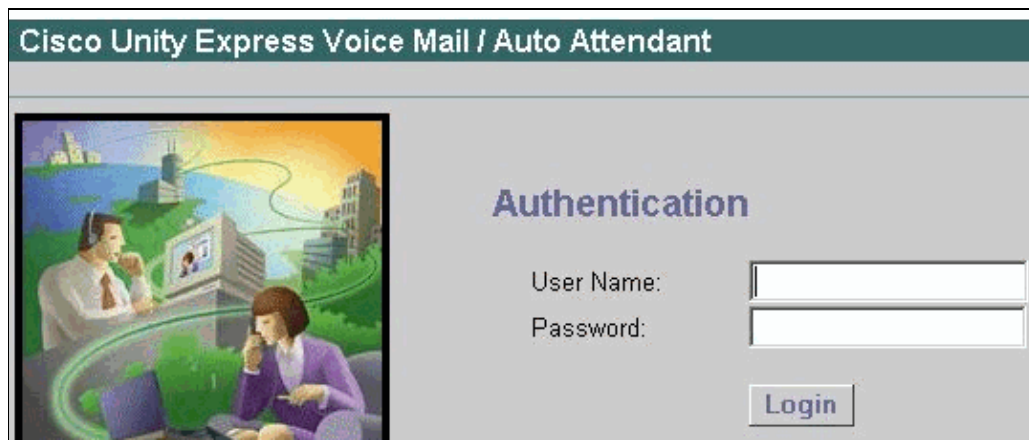 Cisco Unity Express Voice Mail / Auto Attendant
Authentication
User Name:
Password:
Login